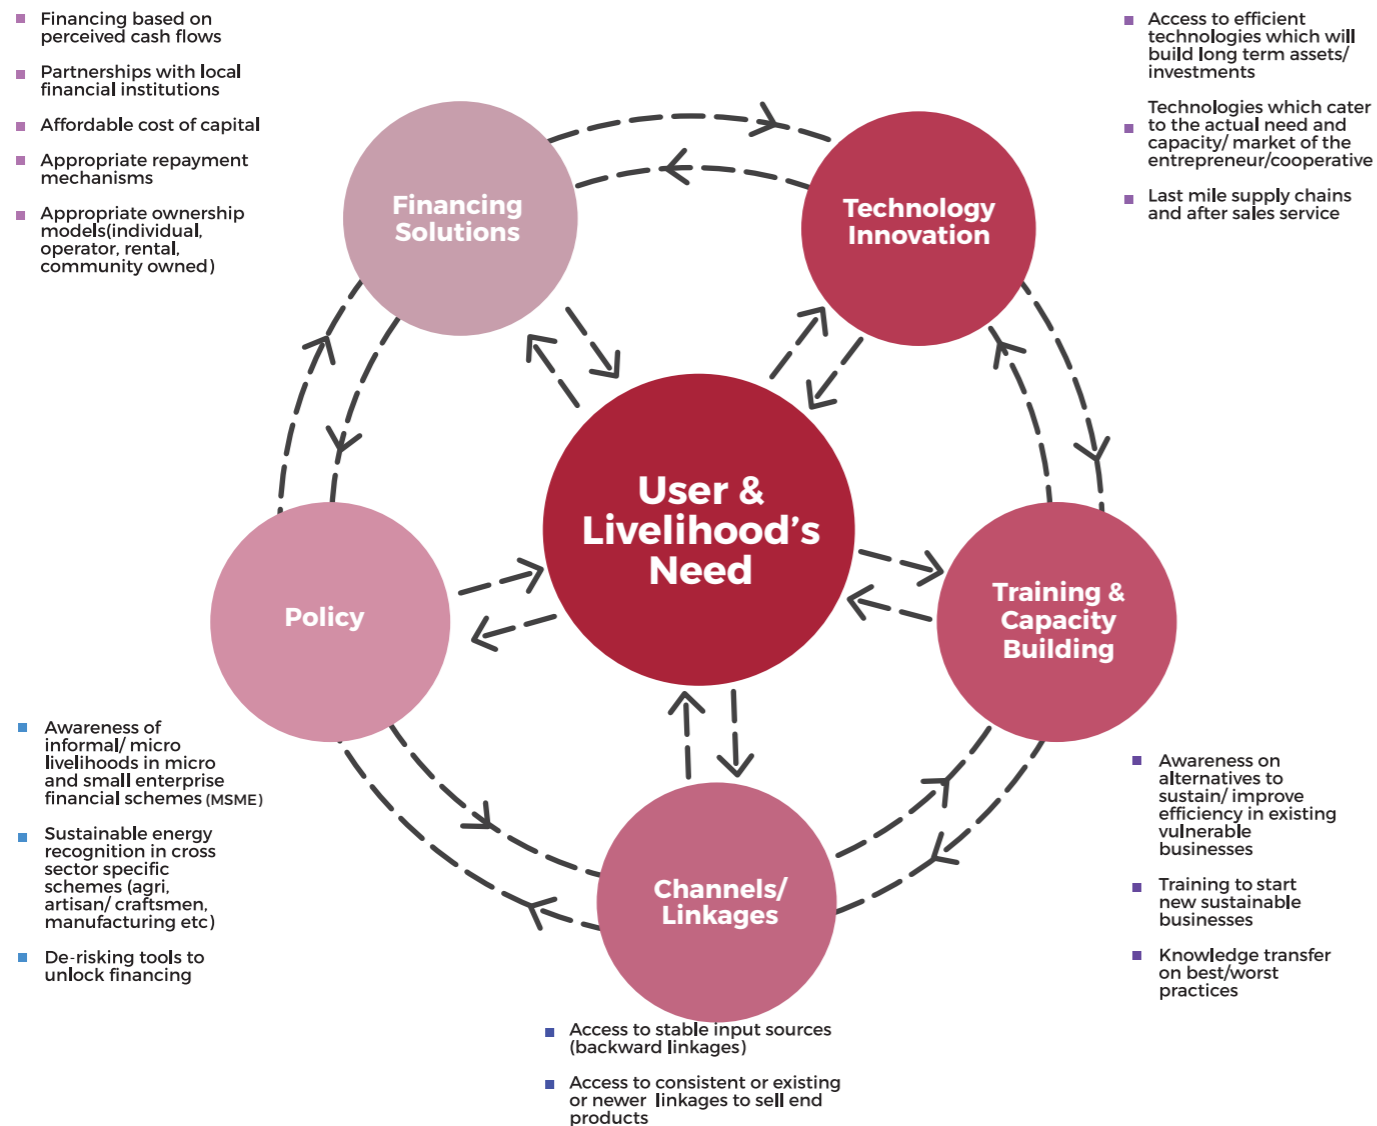 Financing based on
perceived cash flows
Partnerships with local
financial institutions
Affordable cost of capital
Appropriate repayment
mechanisms
Appropriate ownership
models(individual,
operator, rental,
community owned)
Access to efficient
technologies which will
build long term assets/
investments
Technologies which cater
to the actual need and
capacity/ market of the
entrepreneur/cooperative
Last mile supply chains
and after sales service
Financing
Solutions
Technology
Innovation
User &
Livelihood's
Need
Policy
Training &
Capacity
Building
Channels/
Linkages
Awareness of
informal/ micro
livelihoods in micro
and small enterprise
financial schemes (MSME)
Sustainable energy
recognition in cross
sector specific
schemes (agri,
artisan/ craftsmen,
manufacturing etc)
De-risking tools to
unlock financing
Awareness on
alternatives to
sustain/ improve
efficiency in existing
vulnerable
businesses
Training to start
new sustainable
businesses
Knowledge transfer
on best/worst
practices
Access to stable input sources
(backward linkages)
Access to consistent or existing
or newer linkages to sell end
products